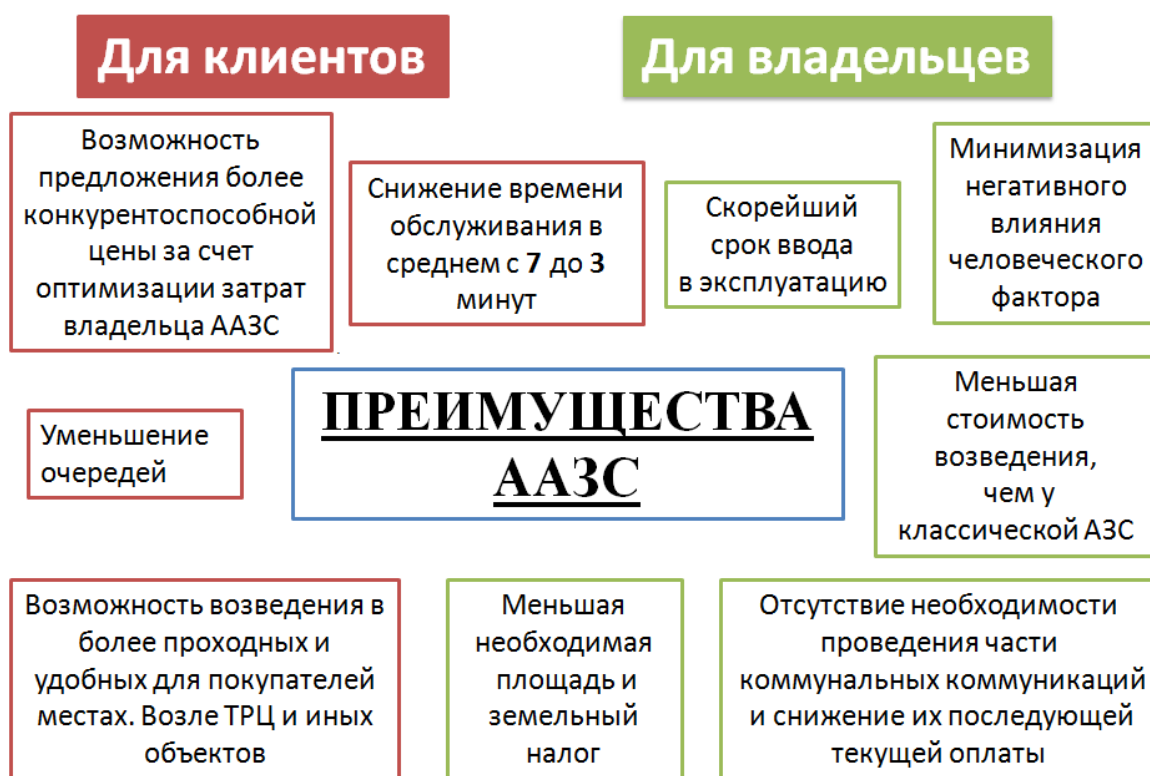 Для клиентов
Для владельцев
Возможность
предложения более
конкурентоспособной
цены за счет
оптимизации затрат
владельца ААЗС
Снижение времени
обслуживания в
среднем с 7 до 3
минут
Скорейший
срок ввода
в эксплуатацию
Минимизация
негативного
влияния
человеческого
фактора
Уменьшение
очередей
ПРЕИМУЩЕСТВА
ААЗС
Меньшая
стоимость
возведения,
чем у
классической АЗС
Возможность возведения в
более проходных и
удобных для покупателей
местах. Возле ТРЦ и иных
объектов
Меньшая
необходимая
площадь и
земельный
налог
Отсутствие необходимости
проведения части
коммунальных коммуникаций
и снижение их последующей
текущей оплаты